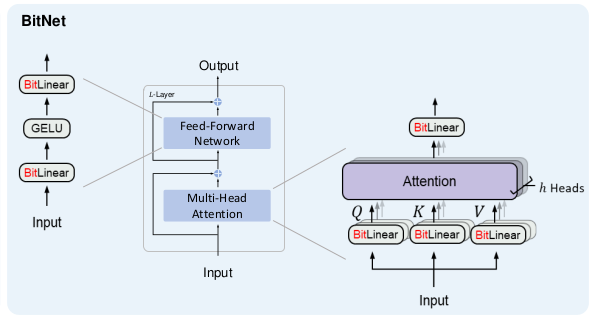 BitNet
BitLinear
GELU
BitLinear
Input
Output
L-Layer
Feed-Forward
Network
Multi-Head
Attention
Input
BitLinear
Attention
h Heads
Q K V
BitLinear BitLinear BitLinear
Input